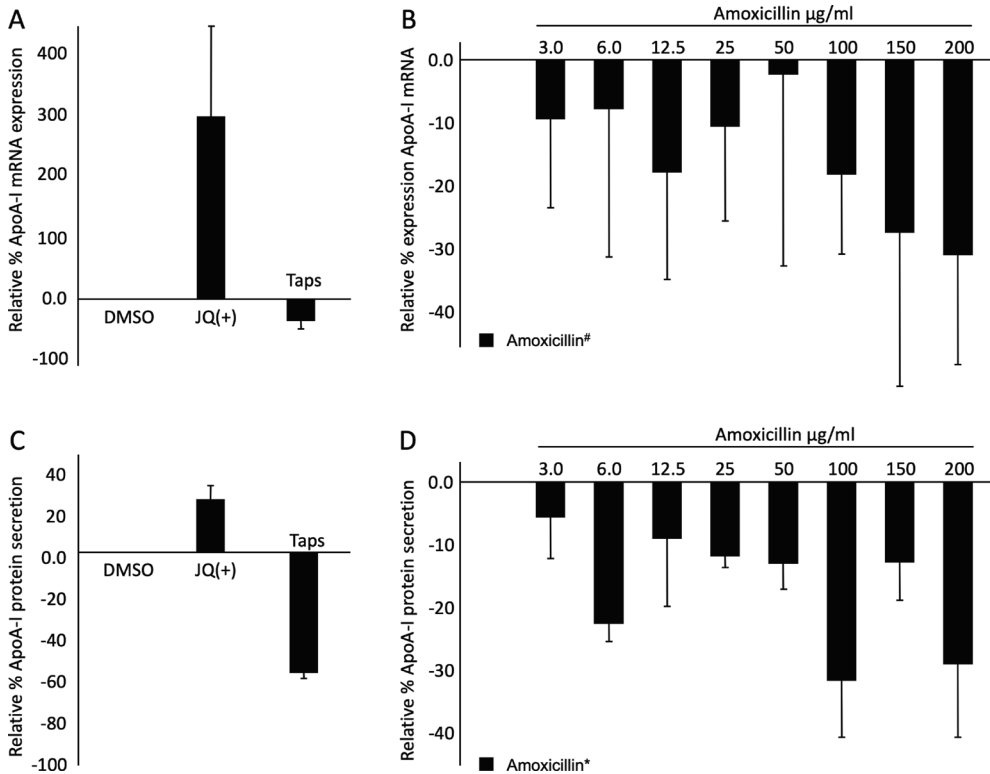 A
Relative % ApoA-I mRNA expression
400
300
200
100
0.0
-100
DMSO
JQ(+)
Taps
B
Amoxicillin µg/ml
3.0 6.0 12.5 25 50 100 150 200
Relative % expression ApoA-I mRNA
0.0
-10
-20
-30
-40
Amoxicillin#
C
Relative % ApoA-I protein secretion
40
20
0.0
-20
-40
-60
-80
-100
DMSO
JQ(+)
Taps
D
Amoxicillin µg/ml
3.0 6.0 12.5 25 50 100 150 200
Relative % ApoA-I protein secretion
0.0
-10
-20
-30
-40
Amoxicillin*